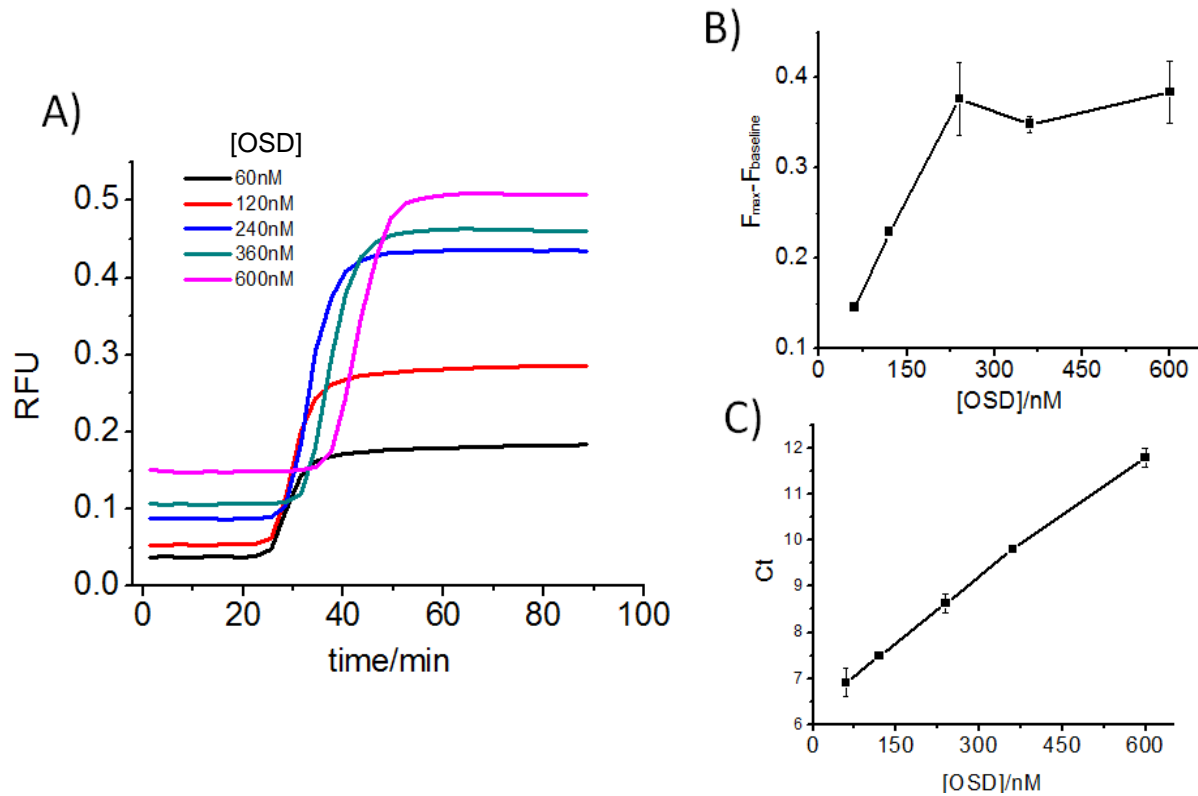 A)
[OSD]
60nM
120nM
240nM
360nM
600nM
0.5
0.4
0.3
0.2
0.1
0.0
RFU
0 20 40 60 80 100
time/min
B)
0.4
0.3
0.2
0.1
Fmax-Fbaseline
0 150 300 450 600
[OSD]/nM
C)
12
11
10
9
8
7
6
Ct
0 150 300 450 600
[OSD]/nM